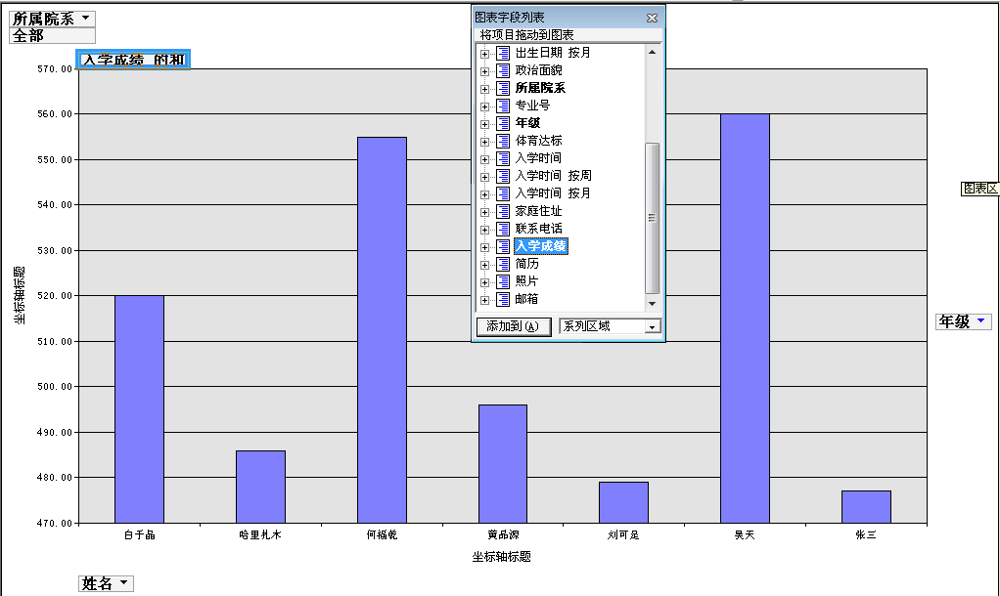 所属院系
全部
入学成绩 的和
图表字段列表
将项目拖动到图表
出生日期 按月
政治面貌
所属院系
专业号
年级
体育达标
入学时间
入学时间 按周
入学时间 按月
家庭住址
联系电话
入学成绩
简历
照片
邮箱
添加到(A)
系列区域
图表区
年级
570.00
560.00
550.00
540.00
530.00
520.00
510.00
500.00
490.00
480.00
470.00
坐标轴标题
白于晶
哈里扎木
何福乾
黄品源
刘可足
吴天
张三
坐标轴标题
姓名